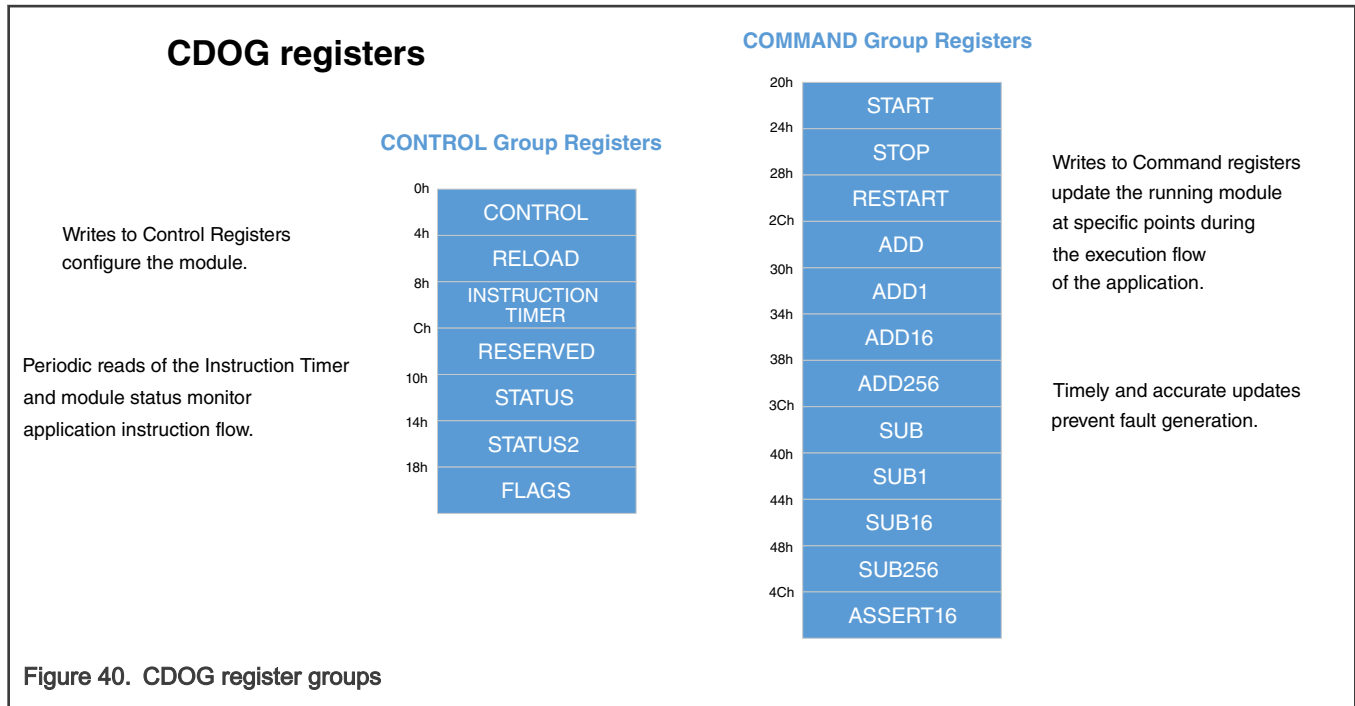 CDOG registers
CONTROL Group Registers
Writes to Control Registers
configure the module.
Periodic reads of the Instruction Timer
and module status monitor
application instruction flow.
0h
CONTROL
4h
RELOAD
8h
INSTRUCTION
TIMER
Ch
RESERVED
10h
STATUS
14h
STATUS2
18h
FLAGS
COMMAND Group Registers
20h
START
24h
STOP
28h
RESTART
2Ch
ADD
30h
ADD1
34h
ADD16
38h
ADD256
3Ch
SUB
40h
SUB1
44h
SUB16
48h
SUB256
4Ch
ASSERT16
Writes to Command registers
update the running module
at specific points during
the execution flow
of the application.
Timely and accurate updates
prevent fault generation.
Figure 40. CDOG register groups